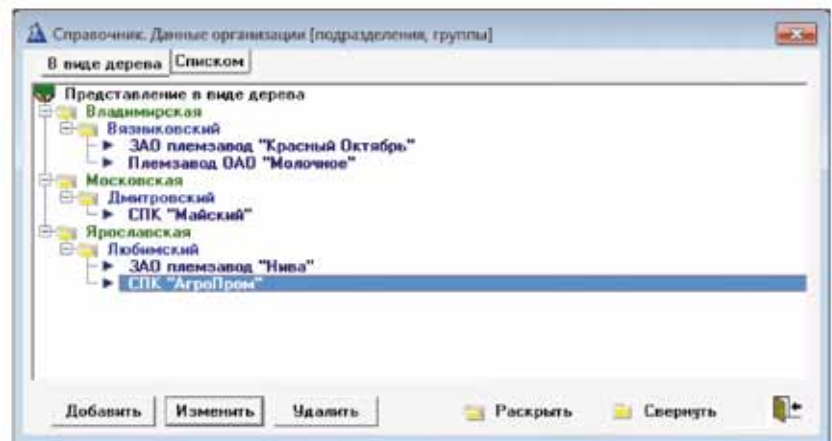 Справочник. Данные организации [подразделения, группы]
В виде дерева Списком
Представление в виде дерева
Владимирская
Вязниковский
ЗАО племзавод "Красный Октябрь"
Племзавод ОАО "Молочное"
Московская
Дмитровский
СПК "Майский"
Ярославская
Любимский
ЗАО племзавод "Нива"
СПК "АгроПром"
Добавить Изменить Удалить Раскрыть Свернуть